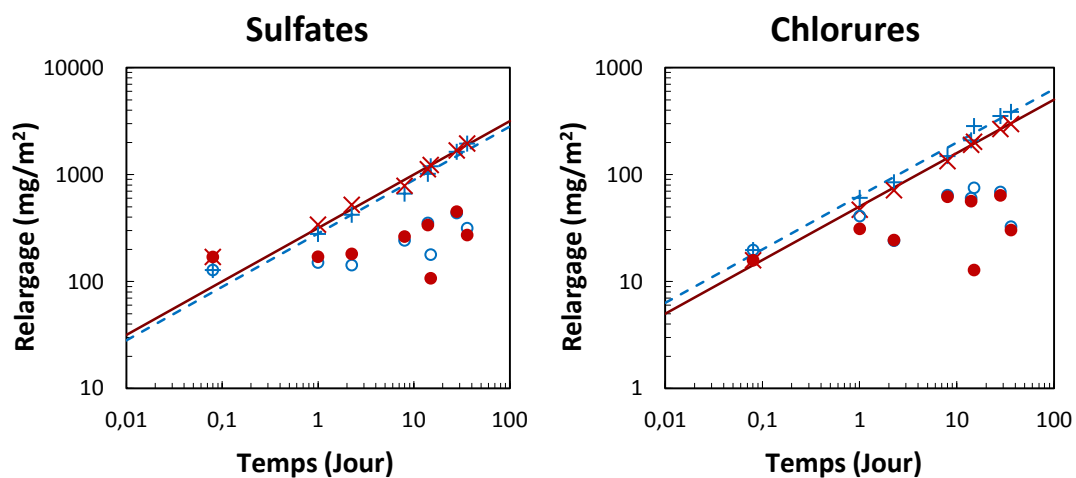 Sulfates
Relargage (mg/m²)
10000
1000
100
10
0,01 0,1 1 10 100
Temps (Jour)
Chlorures
Relargage (mg/m²)
1000
100
10
1
0,01 0,1 1 10 100
Temps (Jour)